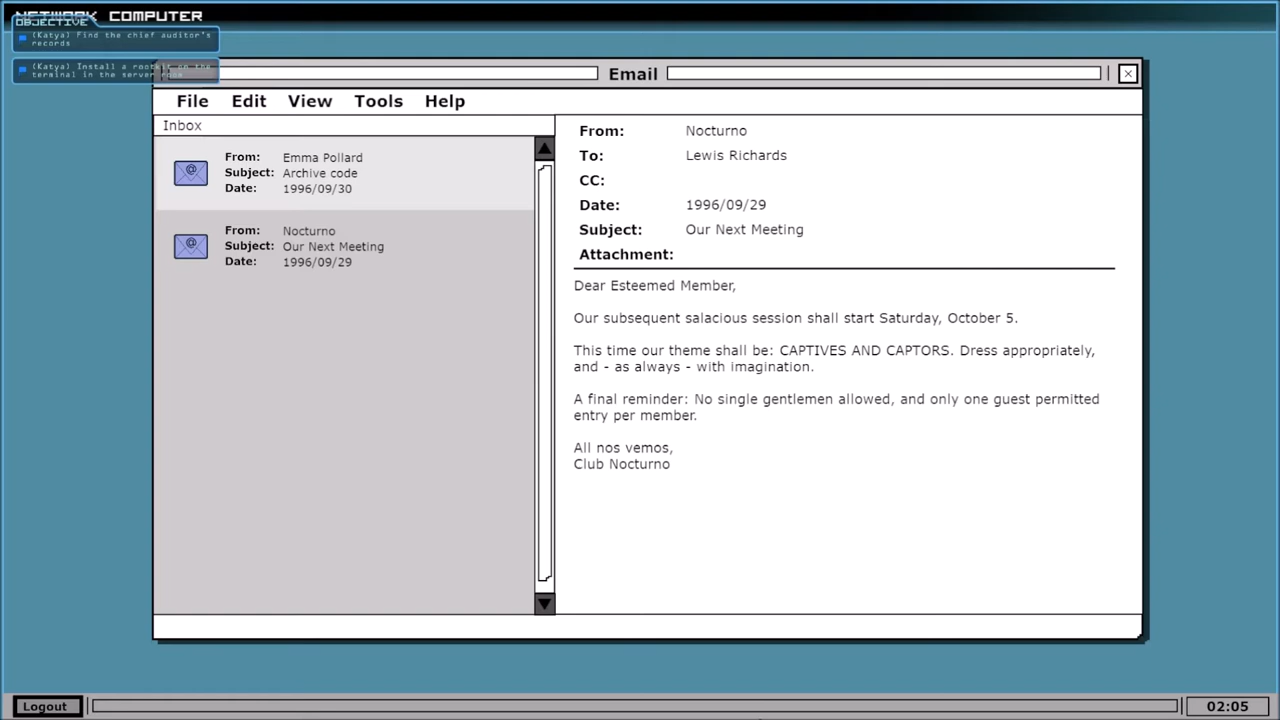 NETWORK COMPUTER
OBJECTIVE
(Katya) Find the chief auditor's
records
(Katya) Install a rootkit on the
terminal in the server room
Email
File Edit View Tools Help
Inbox
From: Emma Pollard
Subject: Archive code
Date: 1996/09/30
From: Nocturno
Subject: Our Next Meeting
Date: 1996/09/29
From: Nocturno
To: Lewis Richards
CC:
Date: 1996/09/29
Subject: Our Next Meeting
Attachment:
Dear Esteemed Member,
Our subsequent salacious session shall start Saturday, October 5.
This time our theme shall be: CAPTIVES AND CAPTORS. Dress appropriately,
and - as always - with imagination.
A final reminder: No single gentlemen allowed, and only one guest permitted
entry per member.
All nos vemos,
Club Nocturno
Logout
02:05